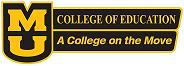 MU
COLLEGE OF EDUCATION
A College on the Move